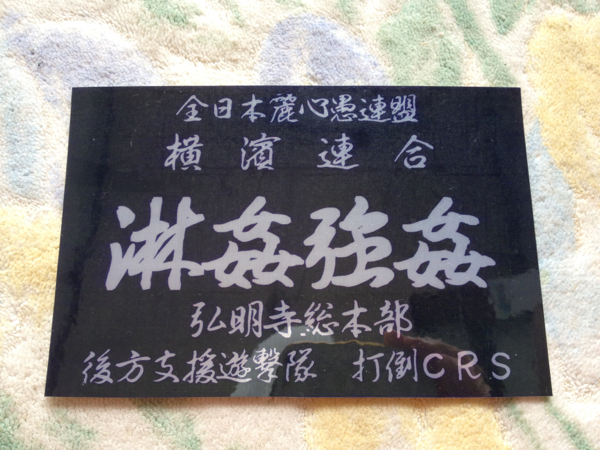 全日本麗心愚連盟
横濱連合
淋姦強姦
弘明寺総本部
後方支援遊撃隊 打倒CRS